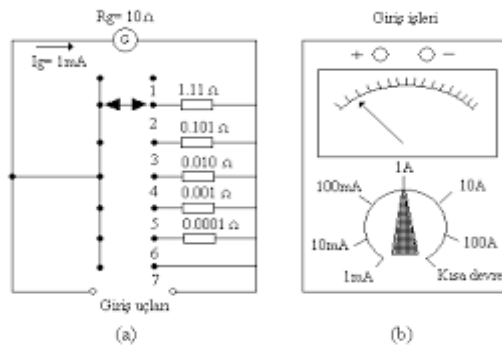 Rg= 10 Ω
G
Ig= 1mA
1
1.11 Ω
2
0.101 Ω
3
0.010 Ω
4
0.001 Ω
5
0.0001 Ω
6
7
Giriş uçları
(a)
Giriş işleri
+ −
1A
100mA
10A
10mA
100A
1mA
Kısa devre
(b)